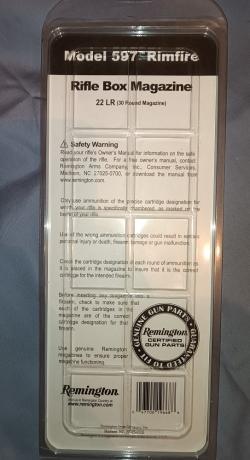 Model 597 Rimfire
Rifle Box Magazine
22 LR (30 Round Magazine)
Safety Warning
Read your rifle's Owner's Manual for information on the safe
operation of the rifle. For a free owner's manual, contact
Remington Arms Company, Inc., Consumer Services,
Madison, NC 27025-0700, or download the manual from
www.remington.com.
Only use ammunition of the precise cartridge designation for
which your rifle is specifically chambered, as marked on the
barrel of your rifle.
Use of the wrong ammunition cartridges could result in serious
personal injury or death, firearm damage or gun malfunction.
Check the cartridge designation of each cartridge as
it is placed in the magazine to insure that it is the correct
cartridge for the intended firearm.
Before inserting any magazine into a
firearm, check to make sure that
each of the cartridges in the
magazine are of the correct
cartridge designation for that
firearm.
Use genuine Remington
magazines to ensure proper
magazine functioning.
GENUINE GUN PARTS
Remington
CERTIFIED
GUN PARTS
GUARANTEED TO FIT
Remington
www.remington.com